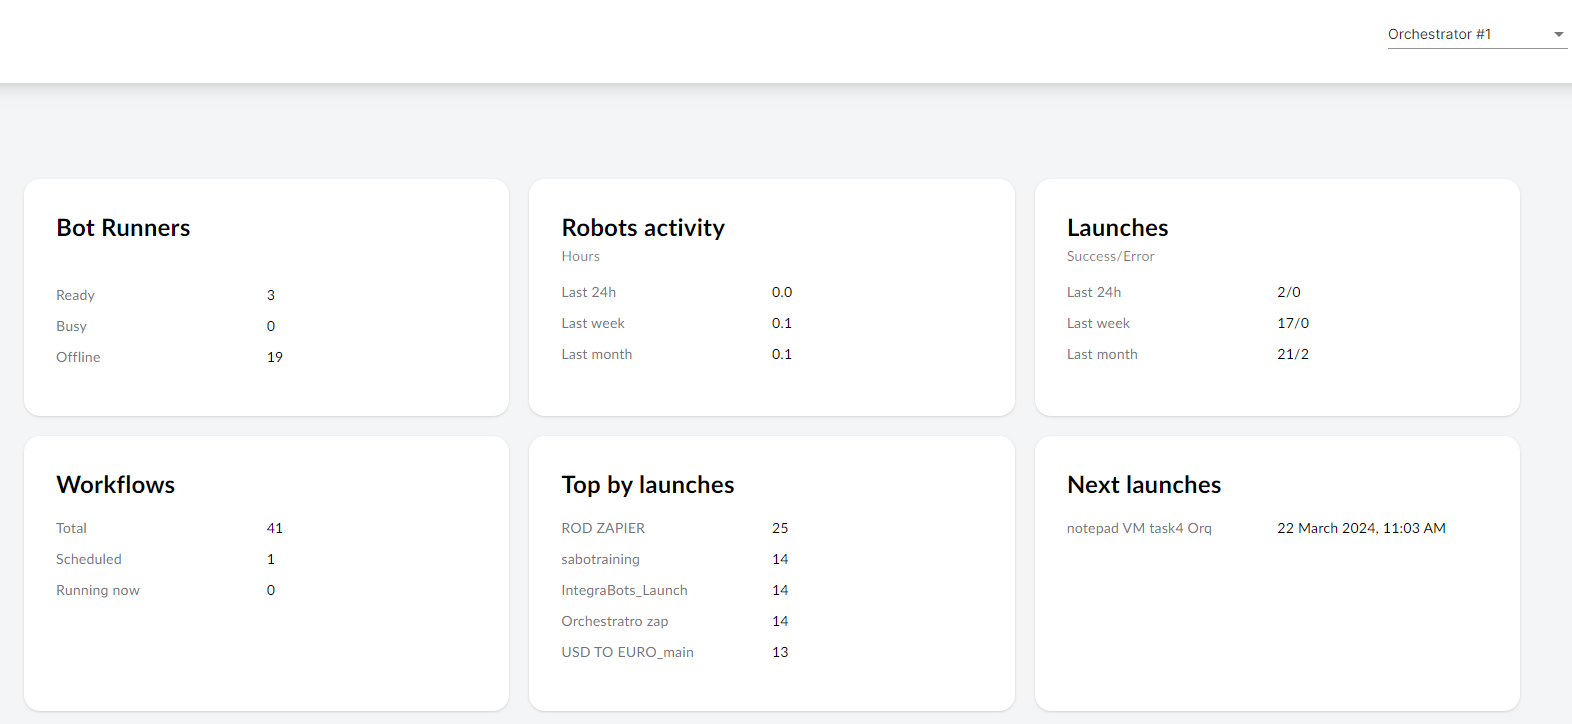 Orchestrator #1
Bot Runners
Ready 3
Busy 0
Offline 19
Robots activity
Hours
Last 24h 0.0
Last week 0.1
Last month 0.1
Launches
Success/Error
Last 24h 2/0
Last week 17/0
Last month 21/2
Workflows
Total 41
Scheduled 1
Running now 0
Top by launches
ROD ZAPIER 25
sabotraining 14
IntegraBots_Launch 14
Orchestratro zap 14
USD TO EURO_main 13
Next launches
notepad VM task4 Orq 22 March 2024, 11:03 AM